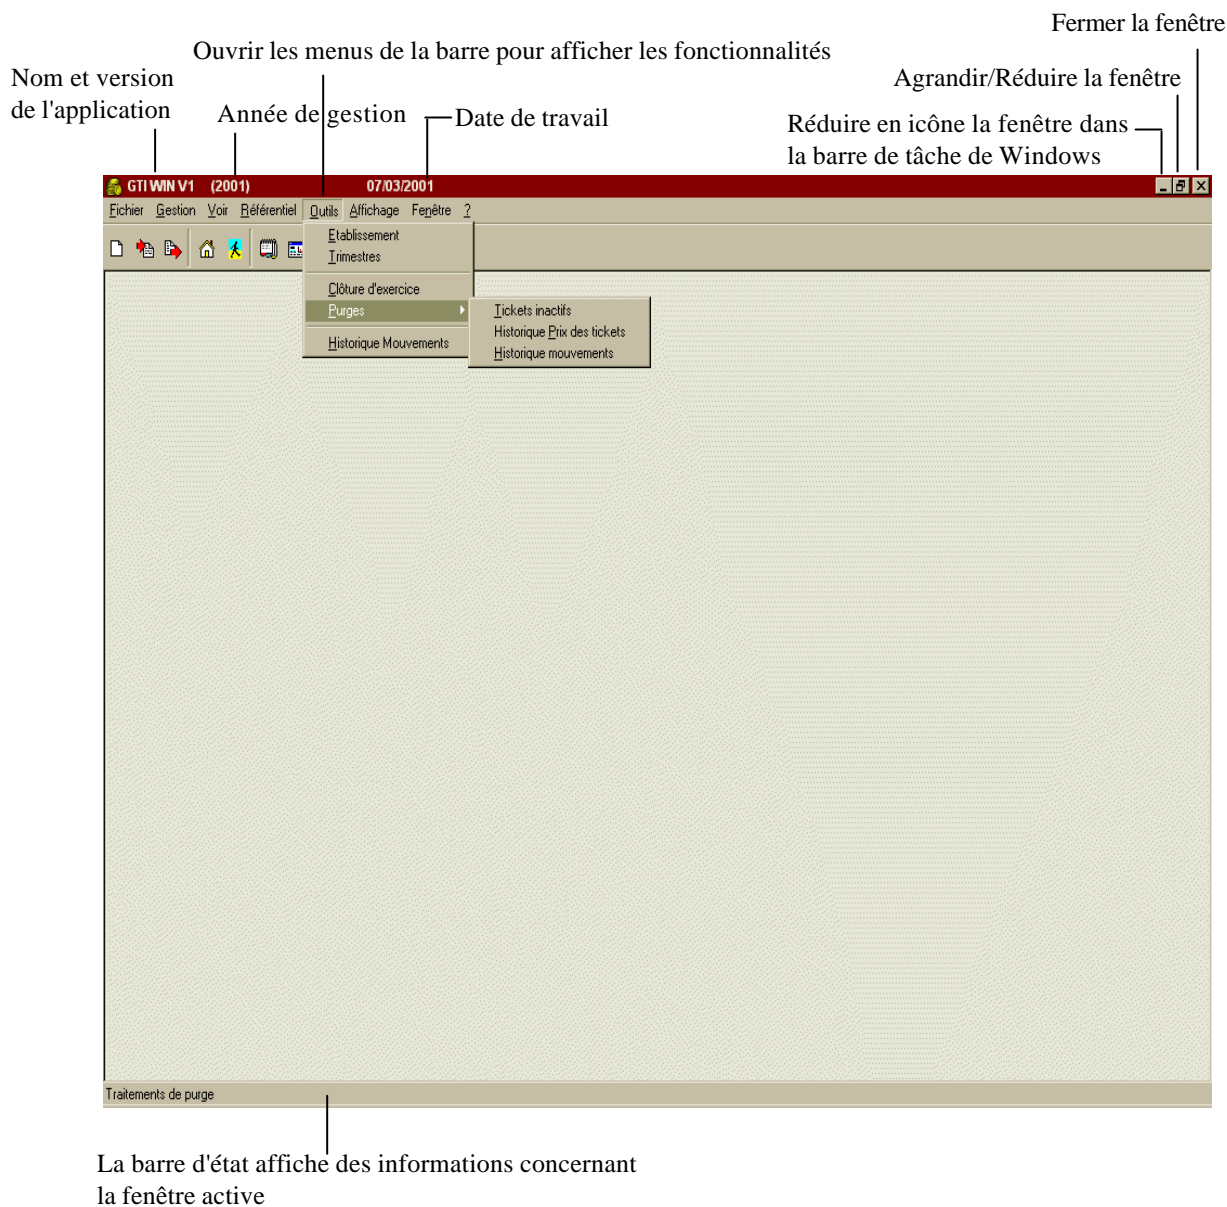 Fermer la fenêtre
Ouvrir les menus de la barre pour afficher les fonctionnalités
Nom et version
de l'application
Agrandir/Réduire la fenêtre
Année de gestion
Date de travail
Réduire en icône la fenêtre dans
la barre de tâche de Windows
GTI WIN V1 (2001) 07/03/2001
Fichier Gestion Voir Référentiel Outils Affichage Fenêtre ?
Etablissement
Trimestres
Clôture d'exercice
Purges
Historique Mouvements
Tickets inactifs
Historique Prix des tickets
Historique mouvements
Traitements de purge
La barre d'état affiche des informations concernant
la fenêtre active